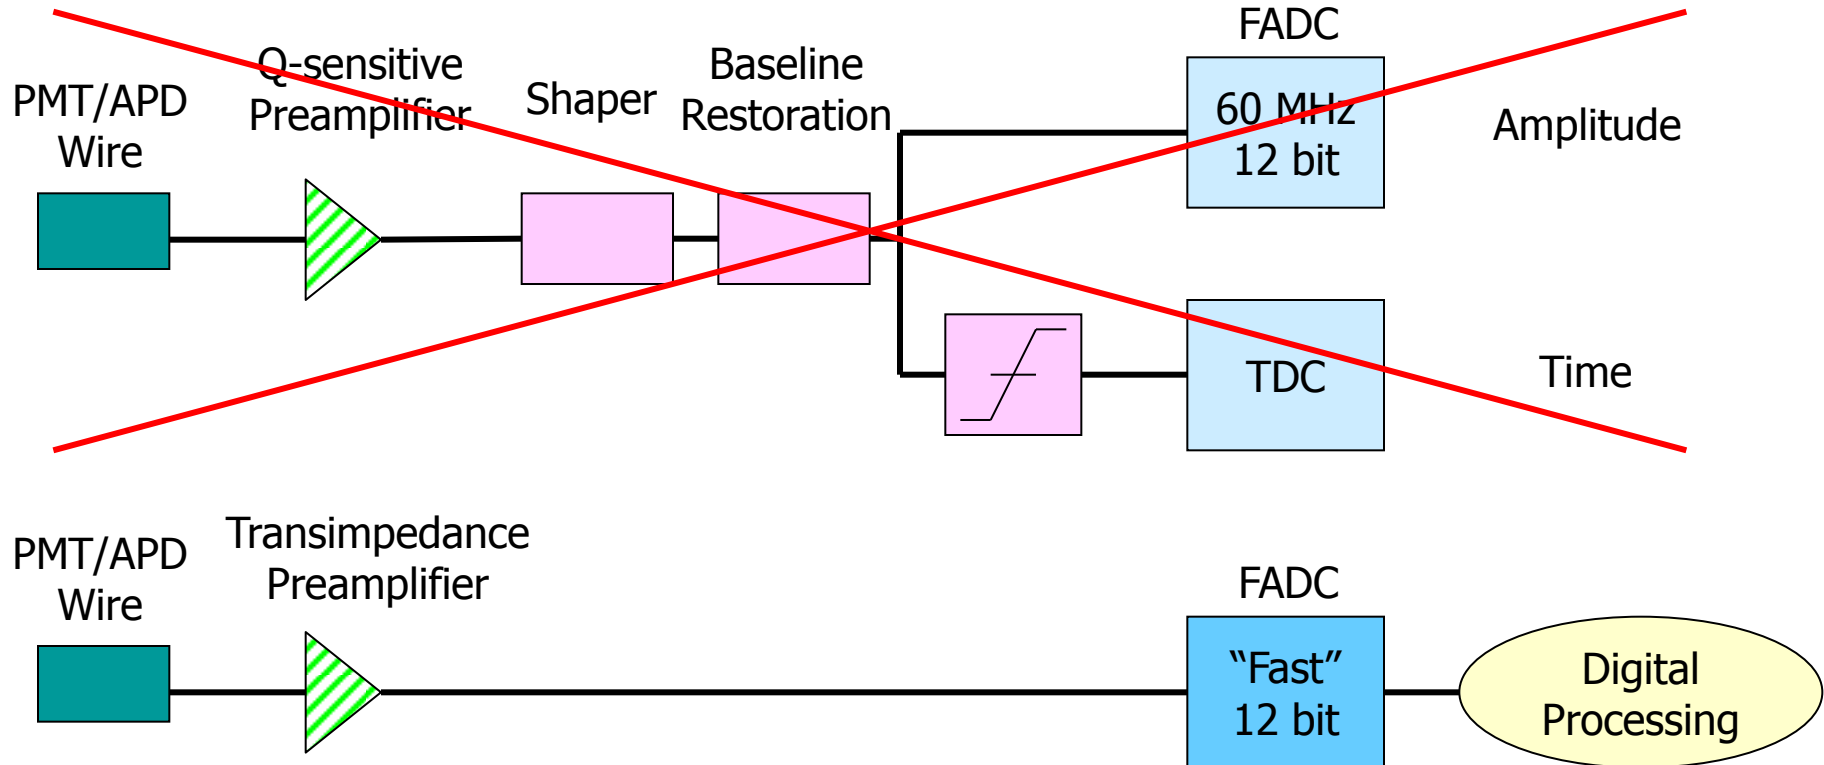 PMT/APD
Wire
Q-sensitive
Preamplifier
Shaper
Baseline
Restoration
FADC
60 MHz
12 bit
Amplitude
TDC
Time
PMT/APD
Wire
Transimpedance
Preamplifier
FADC
“Fast”
12 bit
Digital
Processing